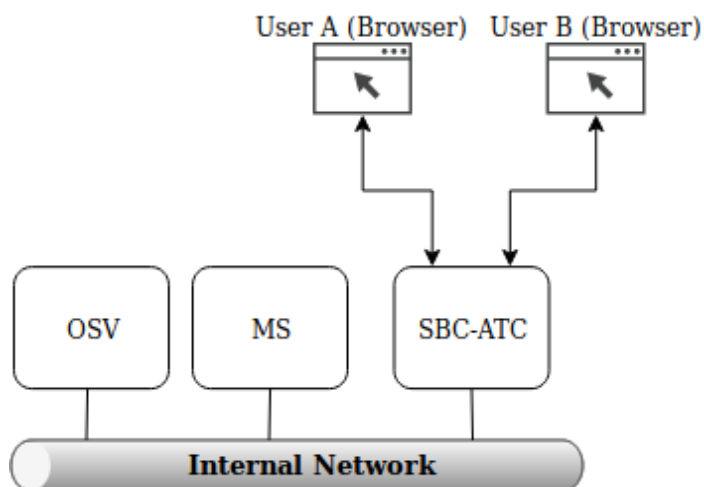 User A (Browser) User B (Browser)
OSV MS SBC-ATC
Internal Network